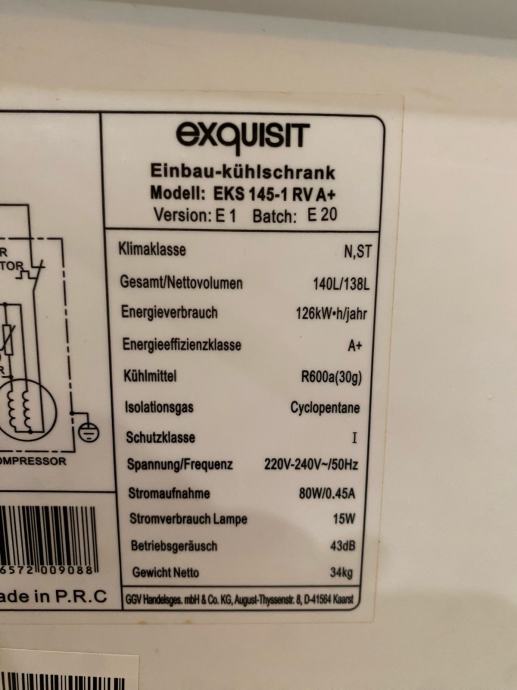 exquisit
Einbau-kühlschrank
Modell: EKS 145-1 RV A+
Version: E 1 Batch: E 20
Klimaklasse N,ST
Gesamt/Nettovolumen 140L/138L
Energieverbrauch 126kW•h/jahr
Energieeffizienzklasse A+
Kühlmittel R600a(30g)
Isolationsgas Cyclopentane
Schutzklasse I
Spannung/Frequenz 220V-240V~/50Hz
Stromaufnahme 80W/0.45A
Stromverbrauch Lampe 15W
Betriebsgeräusch 43dB
Gewicht Netto 34kg
GGV Handelsges. mbH & Co. KG, August-Thyssenstr. 8, D-41564 Kaarst
R
TOR
R
OMPRESSOR
6572 009088
ade in P.R.C